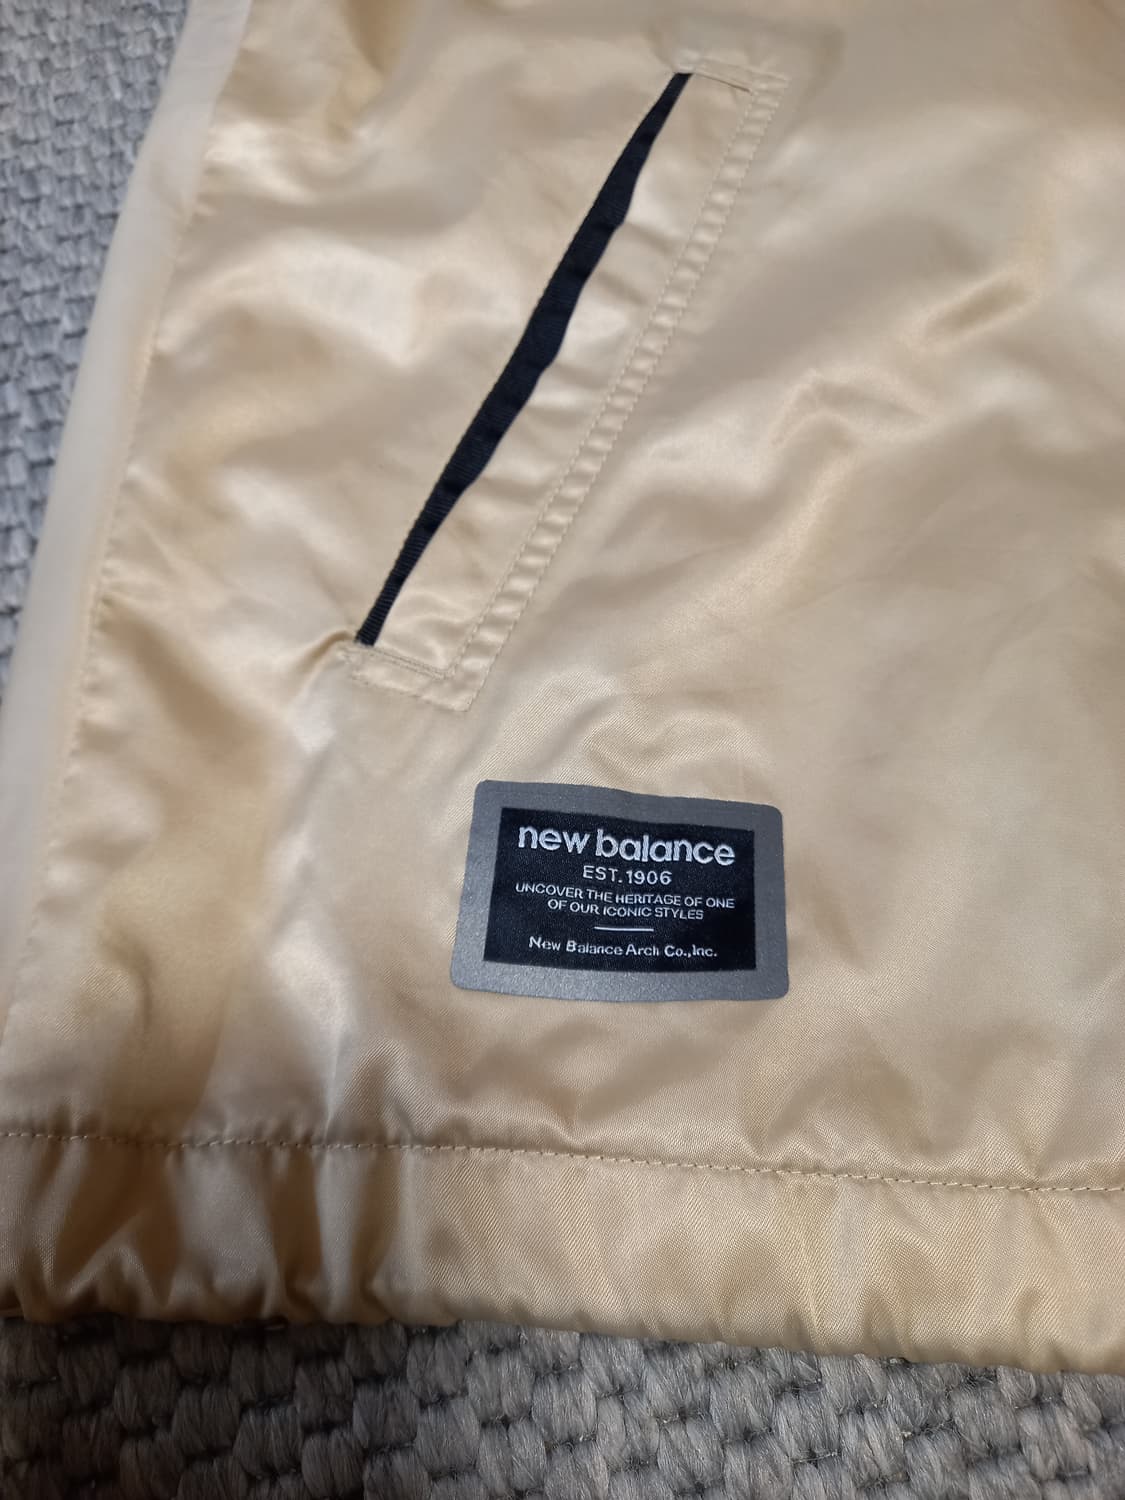 new balance
EST. 1906
UNCOVER THE HERITAGE OF ONE
OF OUR ICONIC STYLES
New Balance Arch Co.,Inc.